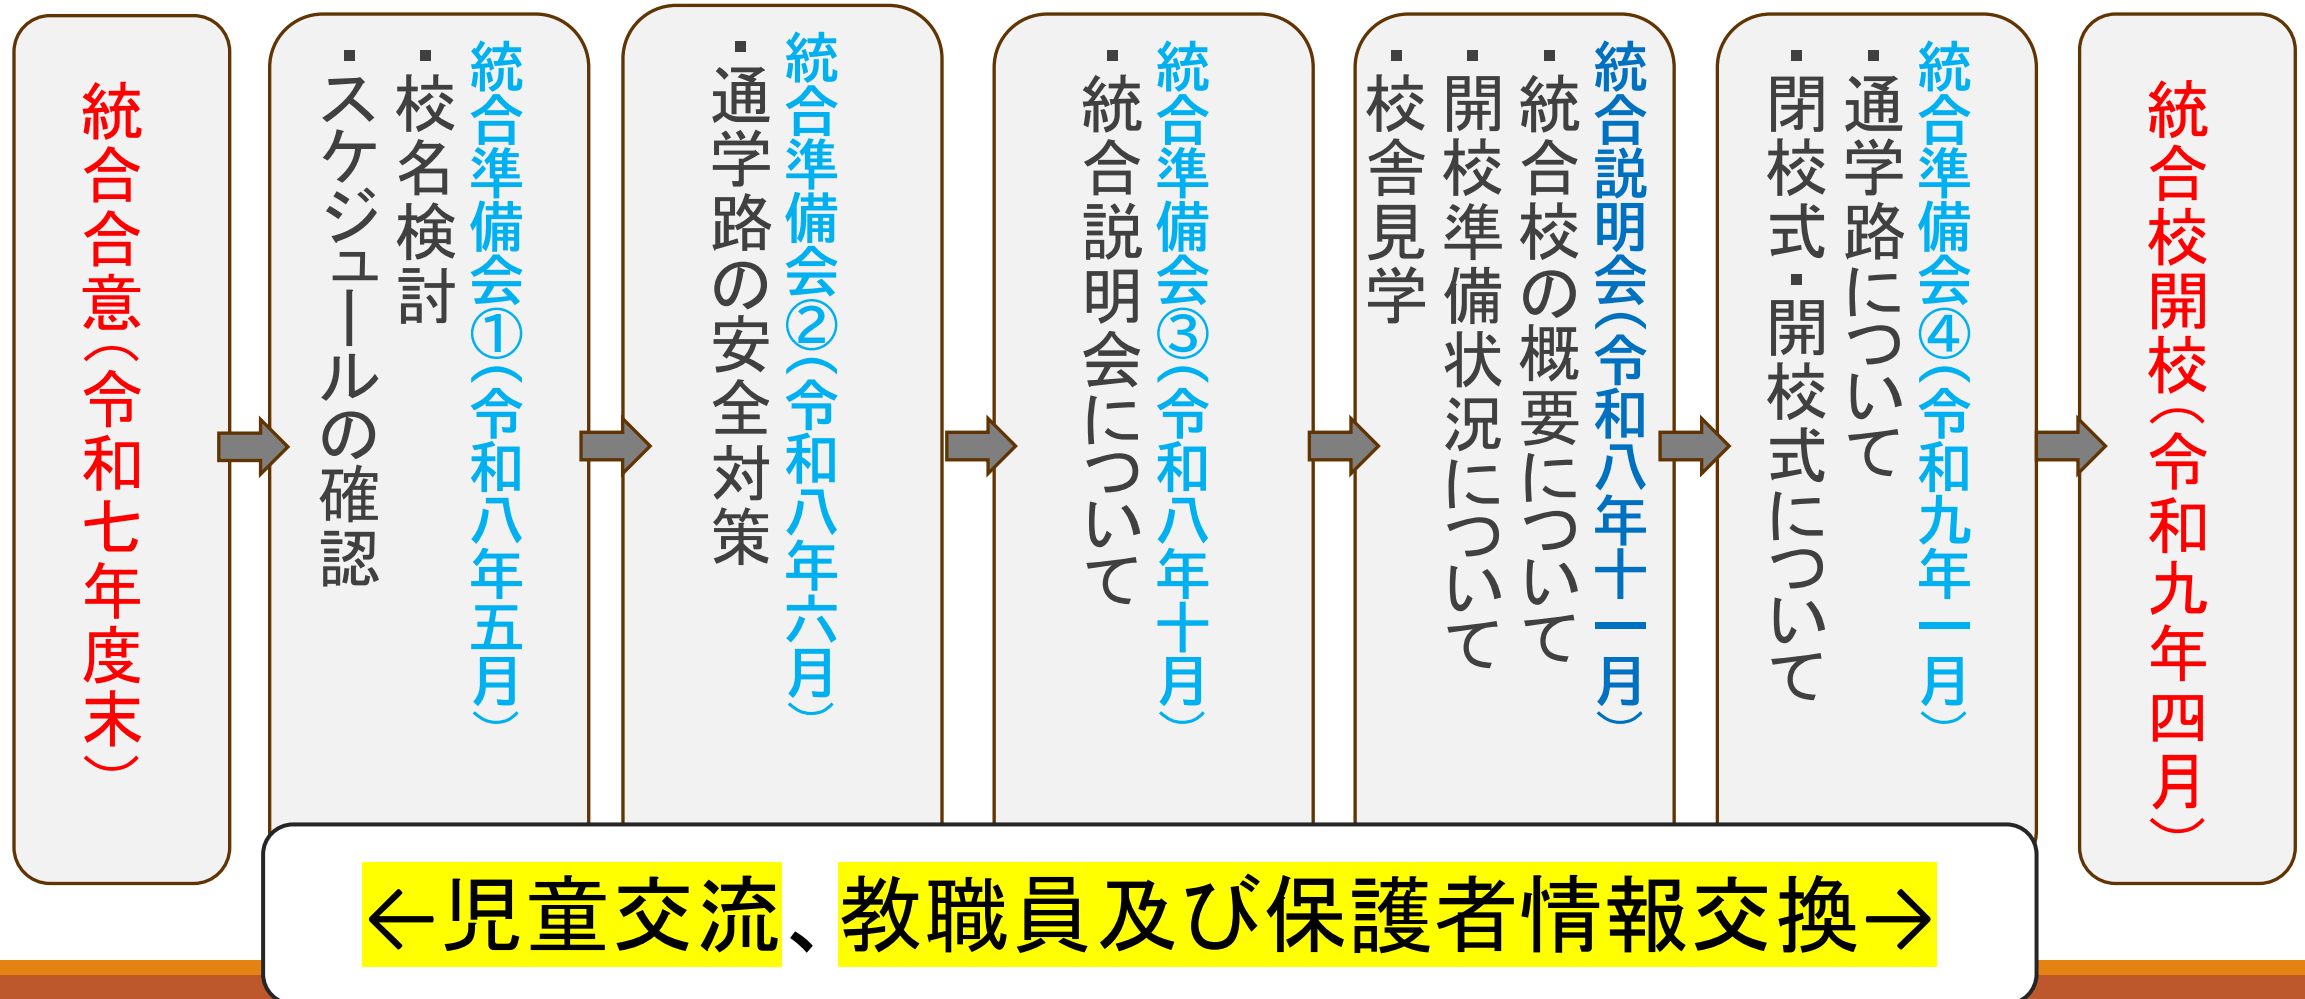 統合合意（令和七年度末）
統合準備会①（令和八年五月）
・校名検討
・スケジュールの確認
統合準備会②（令和八年六月）
・通学路の安全対策
統合準備会③（令和八年十月）
・統合説明会について
統合説明会（令和八年十一月）
・統合校の概要について
・開校準備状況について
・校舎見学
統合準備会④（令和九年一月）
・通学路について
・閉校式・開校式について
統合校開校（令和九年四月）
←児童交流、教職員及び保護者情報交換→